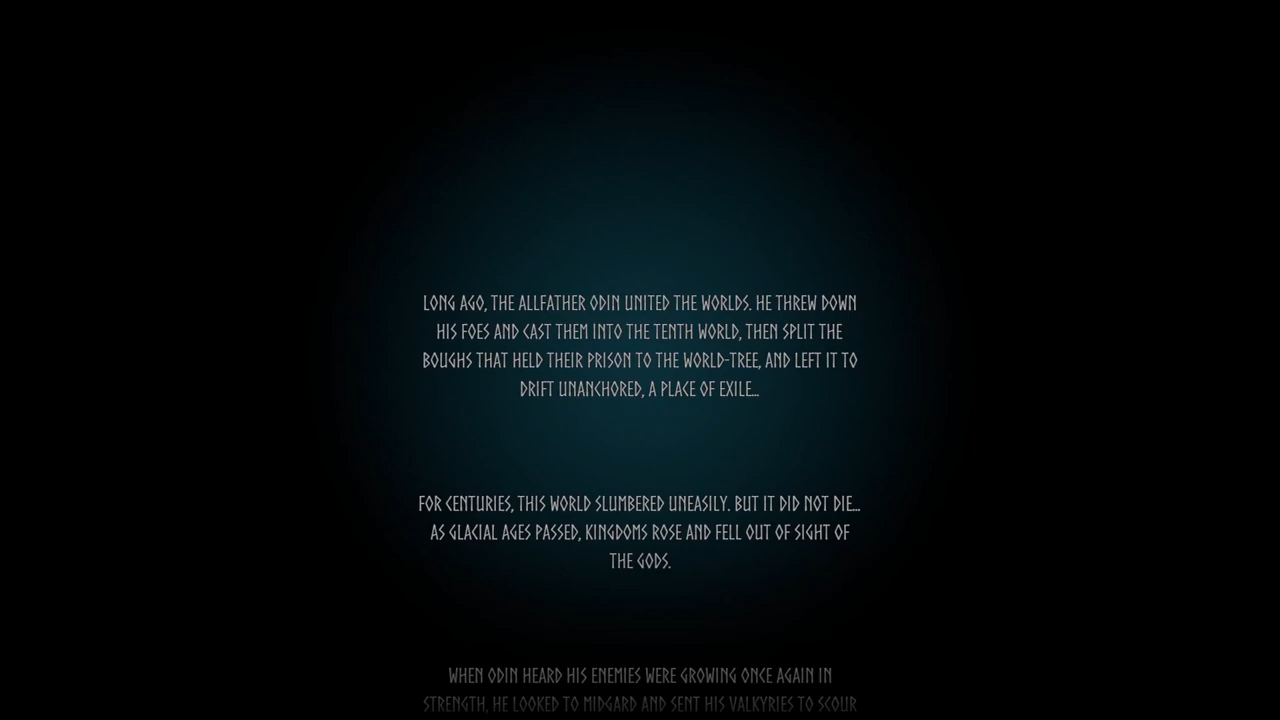 LONG AGO, THE ALLFATHER ODIN UNITED THE WORLDS. HE THREW DOWN
HIS FOES AND CAST THEM INTO THE TENTH WORLD, THEN SPLIT THE
BOUGHS THAT HELD THEIR PRISON TO THE WORLD-TREE, AND LEFT IT TO
DRIFT UNANCHORED, A PLACE OF EXILE...
FOR CENTURIES, THIS WORLD SLUMBERED UNEASILY. BUT IT DID NOT DIE...
AS GLACIAL AGES PASSED, KINGDOMS ROSE AND FELL OUT OF SIGHT OF
THE GODS.
WHEN ODIN HEARD HIS ENEMIES WERE GROWING ONCE AGAIN IN
STRENGTH, HE LOOKED TO MIDGARD AND SENT HIS VALKYRIES TO SCOUR